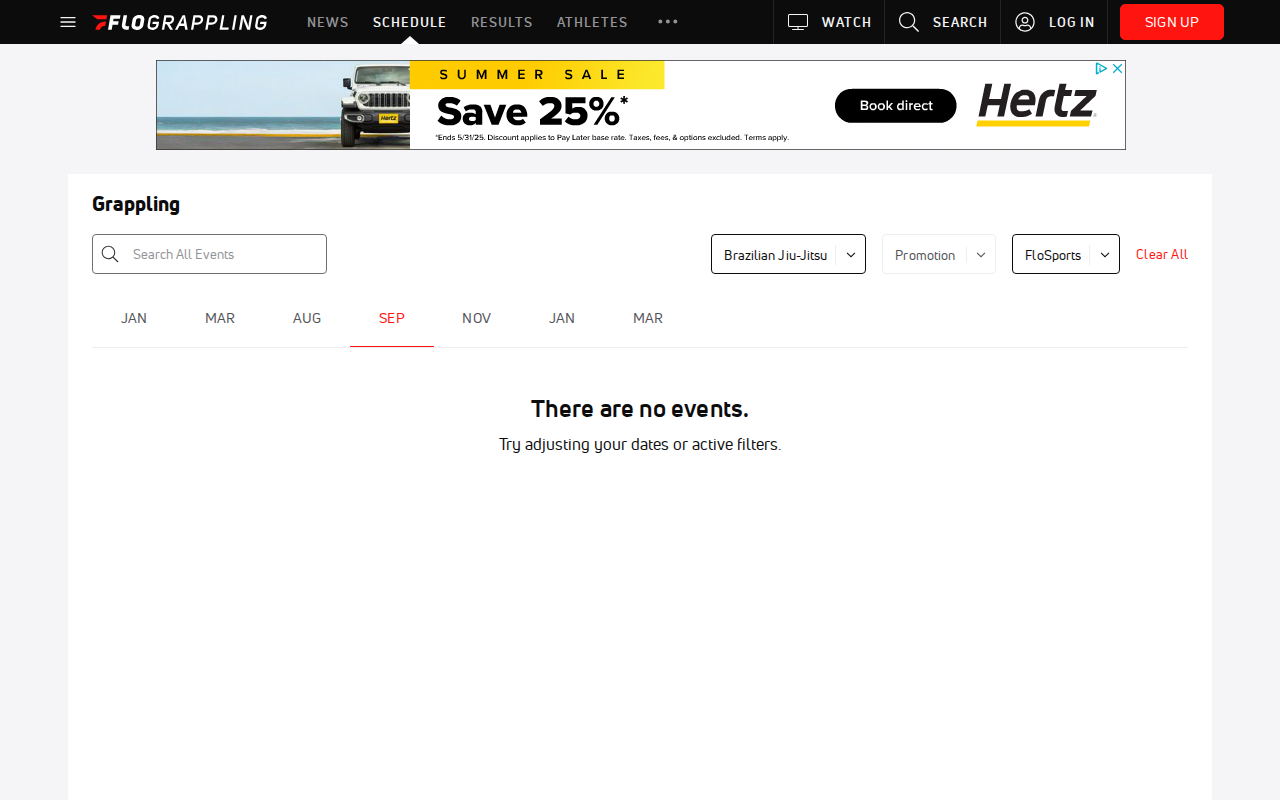 FLOGRAPPLING NEWS SCHEDULE RESULTS ATHLETES ••• WATCH SEARCH LOG IN SIGN UP
SUMMER SALE
Save 25%*
*Ends 5/31/25. Discount applies to Pay Later base rate. Taxes, fees, & options excluded. Terms apply.
Book direct
Hertz
Hertz
Grappling
Search All Events Brazilian Jiu-Jitsu Promotion FloSports Clear All
JAN MAR AUG SEP NOV JAN MAR
There are no events.
Try adjusting your dates or active filters.